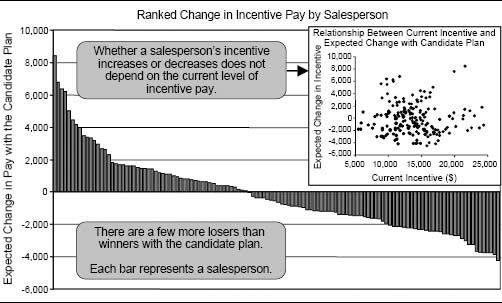 Ranked Change in Incentive Pay by Salesperson
Expected Change in Pay with the Candidate Plan
10,000
8,000
6,000
4,000
2,000
0
-2,000
-4,000
-6,000
Whether a salesperson's incentive
increases or decreases does not
depend on the current level of
incentive pay.
There are a few more losers than
winners with the candidate plan.
Each bar represents a salesperson.
Relationship Between Current Incentive and
Expected Change with Candidate Plan
Expected Change in Incentive
10,000
8,000
6,000
4,000
2,000
0
-2,000
-4,000
-6,000
5,000 10,000 15,000 20,000 25,000
Current Incentive ($)